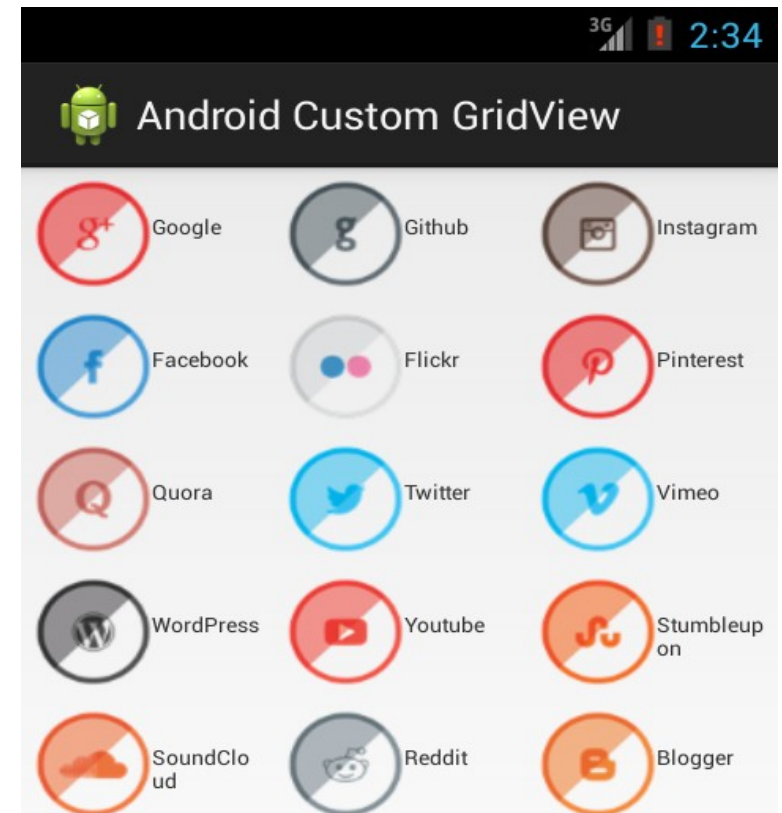 3G 2:34
Android Custom GridView
g+ Google g Github Instagram
f Facebook Flickr P Pinterest
Q Quora Twitter V Vimeo
W WordPress Youtube Stumbleup
on
SoundClo
ud
Reddit B Blogger